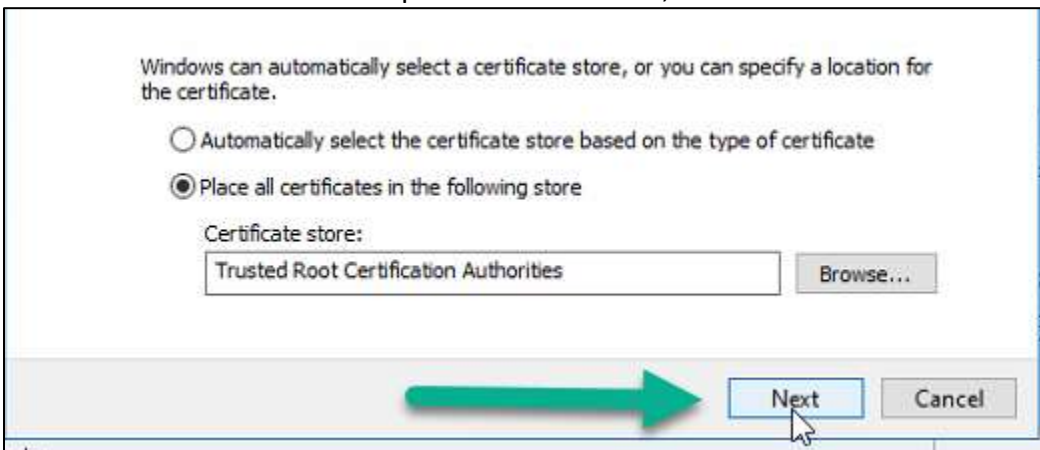 Windows can automatically select a certificate store, or you can specify a location for
the certificate.
Automatically select the certificate store based on the type of certificate
Place all certificates in the following store
Certificate store:
Trusted Root Certification Authorities
Browse...
Next
Cancel